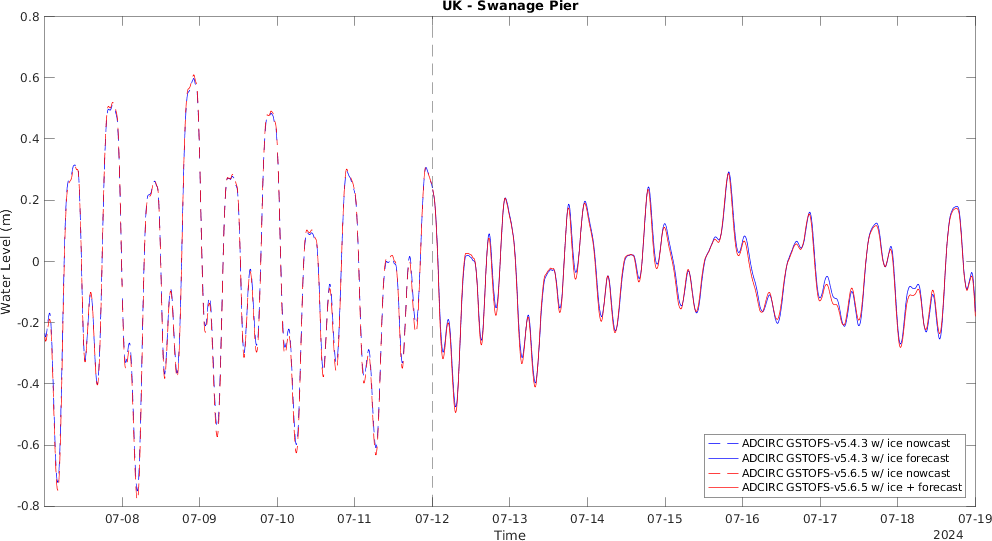 UK - Swanage Pier
Water Level (m)
0.8
0.6
0.4
0.2
0
-0.2
-0.4
-0.6
-0.8
ADCIRC GSTOFS-v5.4.3 w/ ice nowcast
ADCIRC GSTOFS-v5.4.3 w/ ice forecast
ADCIRC GSTOFS-v5.6.5 w/ ice nowcast
ADCIRC GSTOFS-v5.6.5 w/ ice + forecast
07-08 07-09 07-10 07-11 07-12 07-13 07-14 07-15 07-16 07-17 07-18 07-19
Time
2024